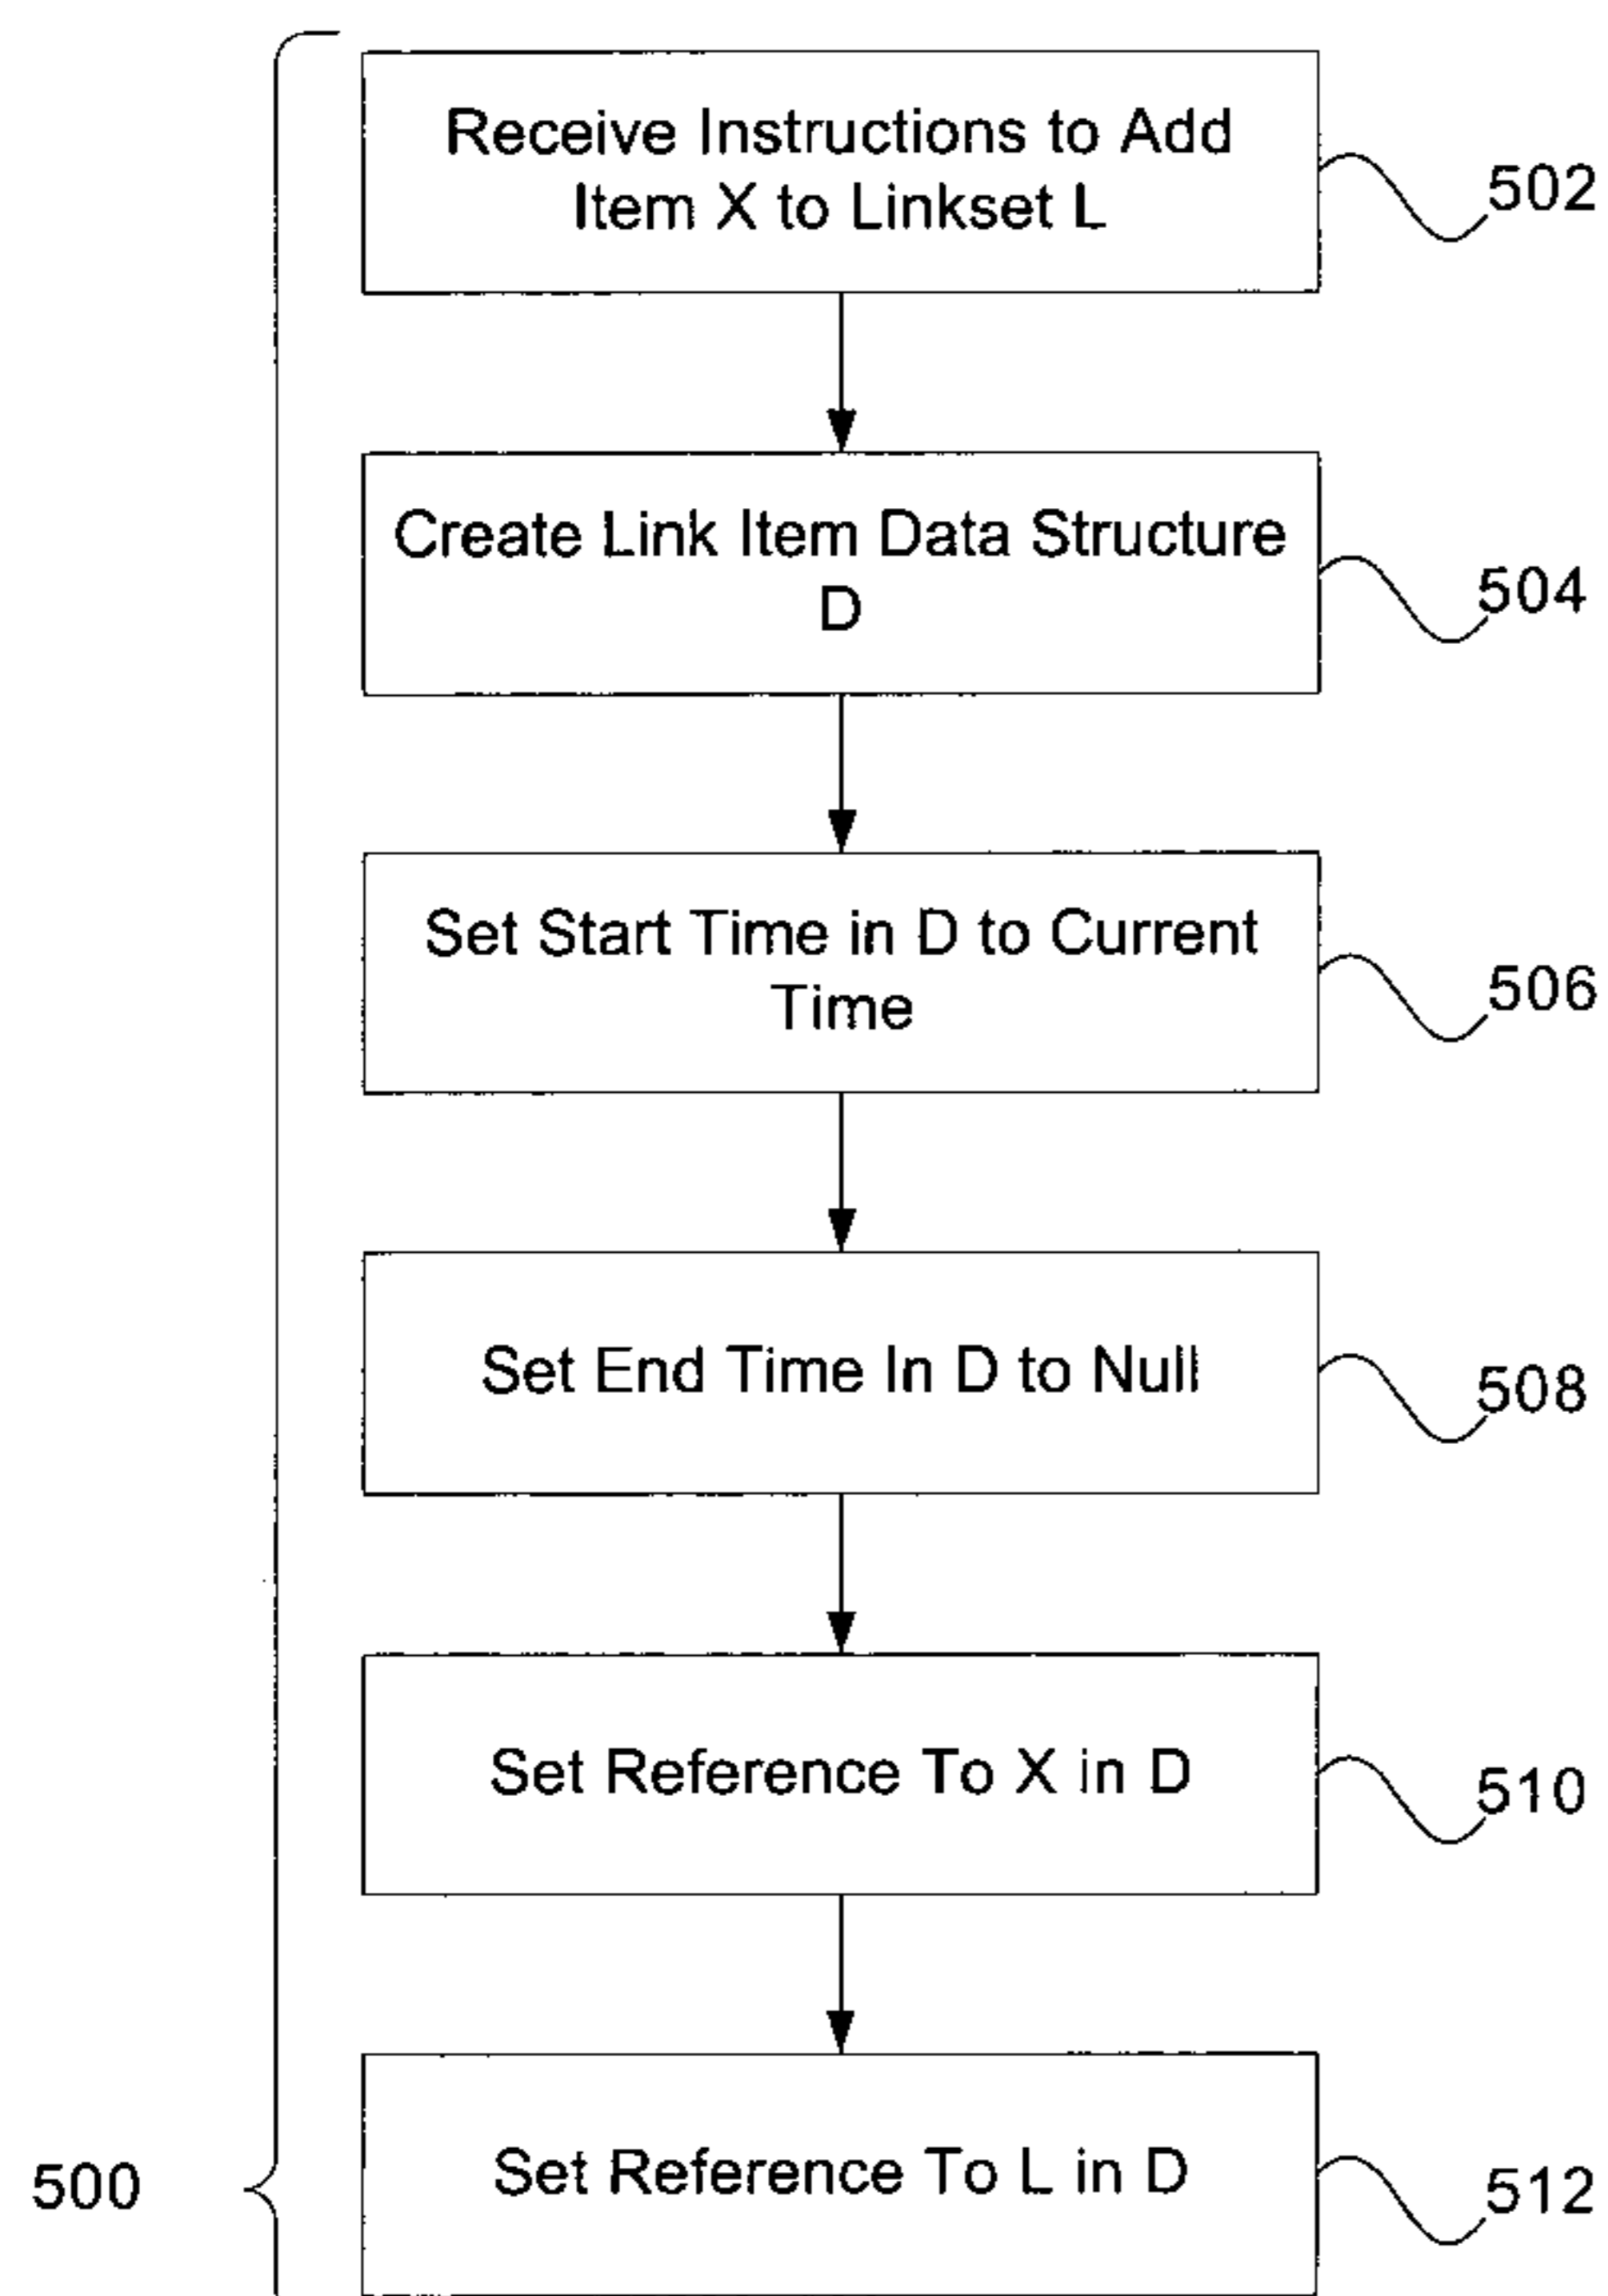 Receive Instructions to Add
Item X to Linkset L
502
Create Link Item Data Structure
D
504
Set Start Time in D to Current
Time
506
Set End Time In D to Null
508
Set Reference To X in D
510
Set Reference To L in D
512
500